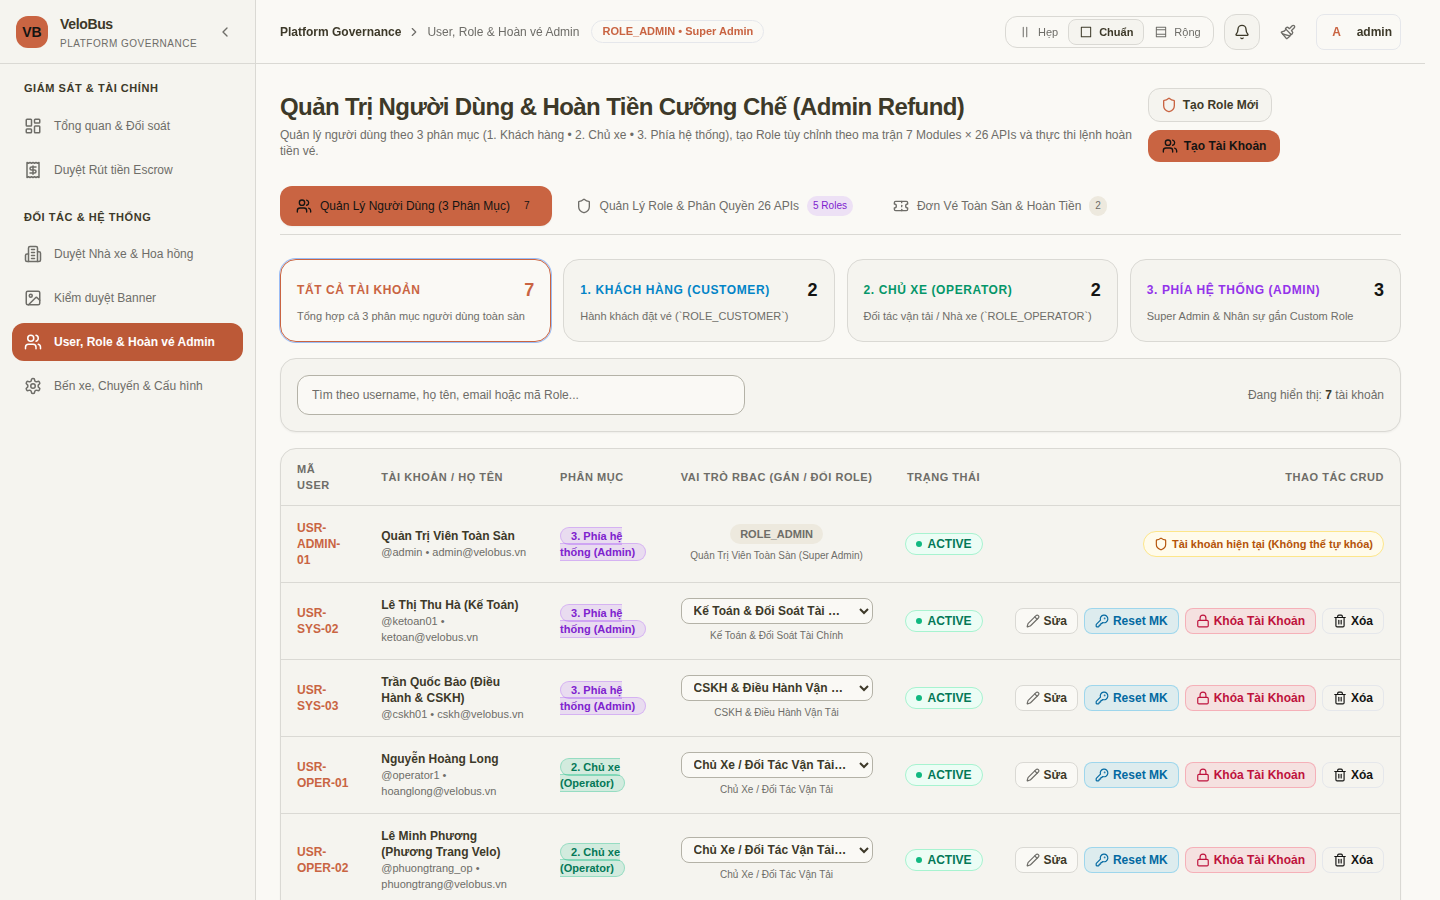 VB
VeloBus
PLATFORM GOVERNANCE
GIÁM SÁT & TÀI CHÍNH
Tổng quan & Đối soát
Duyệt Rút tiền Escrow
ĐỐI TÁC & HỆ THỐNG
Duyệt Nhà xe & Hoa hồng
Kiểm duyệt Banner
User, Role & Hoàn vé Admin
Bến xe, Chuyến & Cấu hình
Platform Governance
User, Role & Hoàn vé Admin
ROLE_ADMIN • Super Admin
Hẹp
Chuẩn
Rộng
A
admin
Quản Trị Người Dùng & Hoàn Tiền Cưỡng Chế (Admin Refund)
Quản lý người dùng theo 3 phân mục (1. Khách hàng • 2. Chủ xe • 3. Phía hệ thống), tạo Role tùy chỉnh theo ma trận 7 Modules × 26 APIs và thực thi lệnh hoàn
tiền vé.
Tạo Role Mới
Tạo Tài Khoản
Quản Lý Người Dùng (3 Phân Mục) 7
Quản Lý Role & Phân Quyền 26 APIs 5 Roles
Đơn Vé Toàn Sàn & Hoàn Tiền 2
TẤT CẢ TÀI KHOẢN 7
Tổng hợp cả 3 phân mục người dùng toàn sàn
1. KHÁCH HÀNG (CUSTOMER) 2
Hành khách đặt vé (`ROLE_CUSTOMER`)
2. CHỦ XE (OPERATOR) 2
Đối tác vận tải / Nhà xe (`ROLE_OPERATOR`)
3. PHÍA HỆ THỐNG (ADMIN) 3
Super Admin & Nhân sự gắn Custom Role
Tìm theo username, họ tên, email hoặc mã Role...
Đang hiển thị: 7 tài khoản
MÃ
USER
TÀI KHOẢN / HỌ TÊN
PHÂN MỤC
VAI TRÒ RBAC (GÁN / ĐỔI ROLE)
TRẠNG THÁI
THAO TÁC CRUD
USR-
ADMIN-
01
Quản Trị Viên Toàn Sàn
@admin • admin@velobus.vn
3. Phía hệ
thống (Admin)
ROLE_ADMIN
Quản Trị Viên Toàn Sàn (Super Admin)
ACTIVE
Tài khoản hiện tại (Không thể tự khóa)
USR-
SYS-02
Lê Thị Thu Hà (Kế Toán)
@ketoan01 •
ketoan@velobus.vn
3. Phía hệ
thống (Admin)
Kế Toán & Đối Soát Tài ...
Kế Toán & Đối Soát Tài Chính
ACTIVE
Sửa
Reset MK
Khóa Tài Khoản
Xóa
USR-
SYS-03
Trần Quốc Bảo (Điều
Hành & CSKH)
@cskh01 • cskh@velobus.vn
3. Phía hệ
thống (Admin)
CSKH & Điều Hành Vận ...
CSKH & Điều Hành Vận Tải
ACTIVE
Sửa
Reset MK
Khóa Tài Khoản
Xóa
USR-
OPER-01
Nguyễn Hoàng Long
@operator1 •
hoanglong@velobus.vn
2. Chủ xe
(Operator)
Chủ Xe / Đối Tác Vận Tải...
Chủ Xe / Đối Tác Vận Tải
ACTIVE
Sửa
Reset MK
Khóa Tài Khoản
Xóa
USR-
OPER-02
Lê Minh Phương
(Phương Trang Velo)
@phuongtrang_op •
phuongtrang@velobus.vn
2. Chủ xe
(Operator)
Chủ Xe / Đối Tác Vận Tải...
Chủ Xe / Đối Tác Vận Tải
ACTIVE
Sửa
Reset MK
Khóa Tài Khoản
Xóa